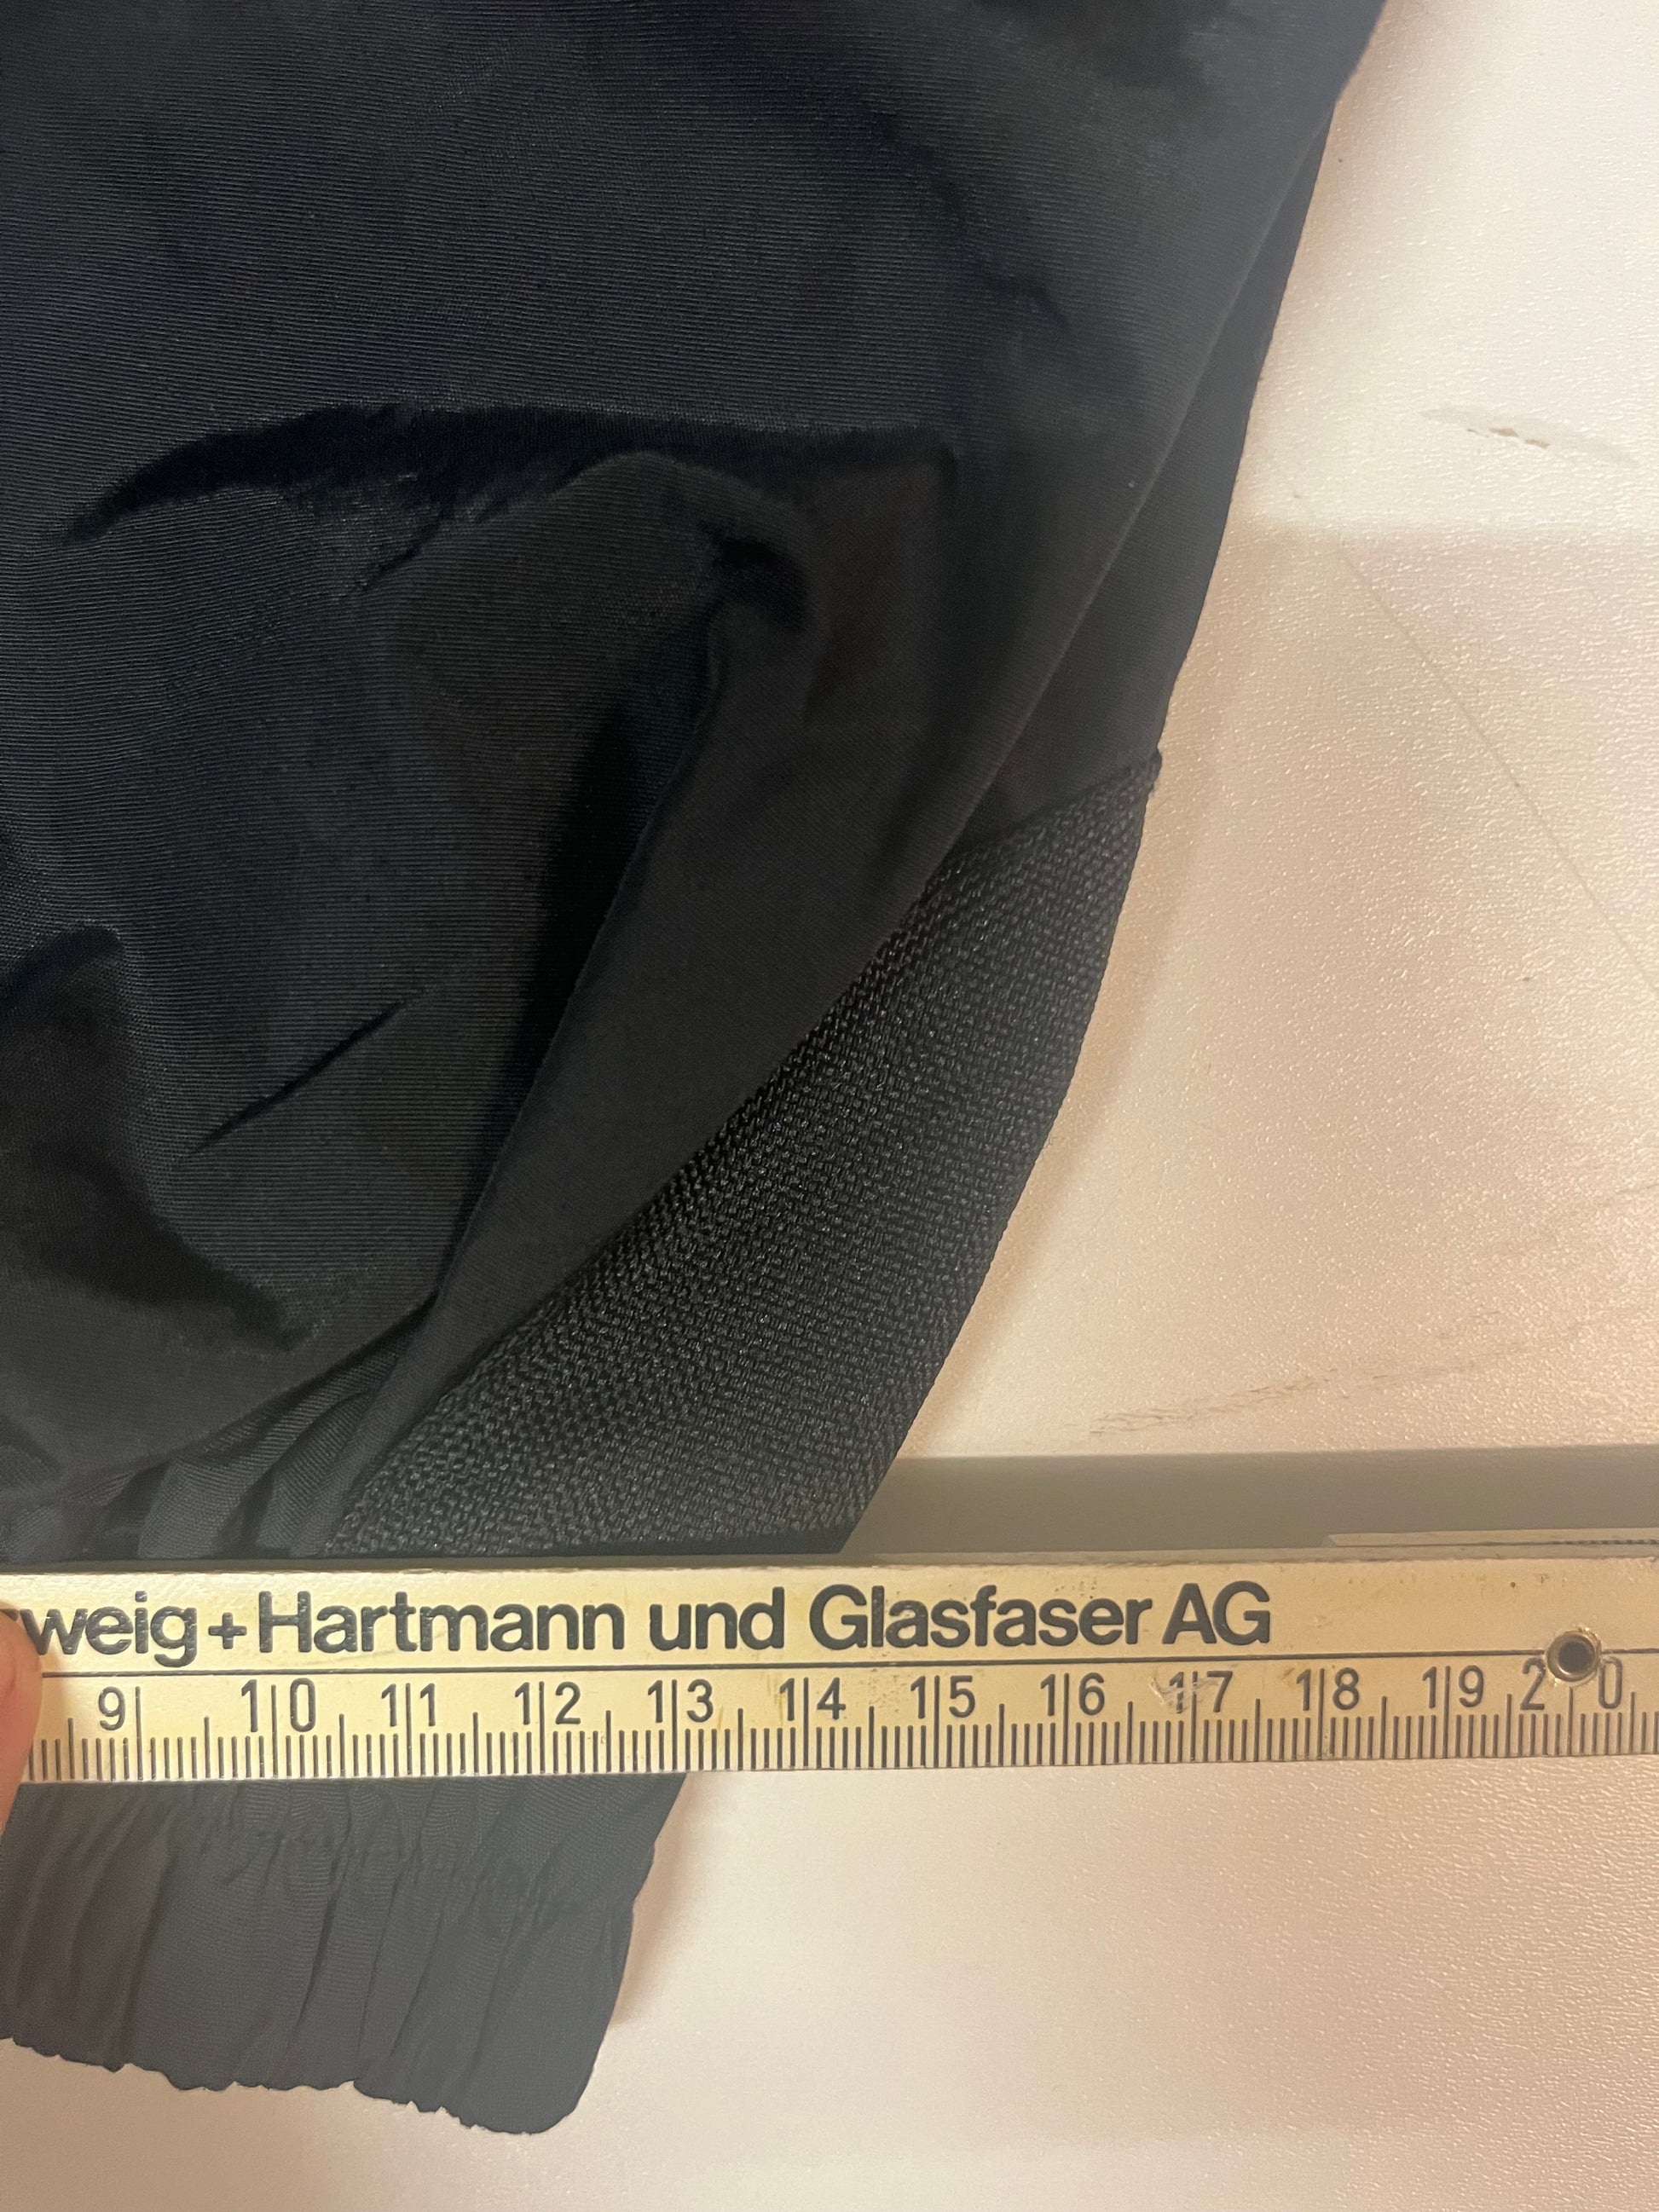 weig+Hartmann und Glasfaser AG
9 10 11 12 13 14 15 16 17 18 19 20